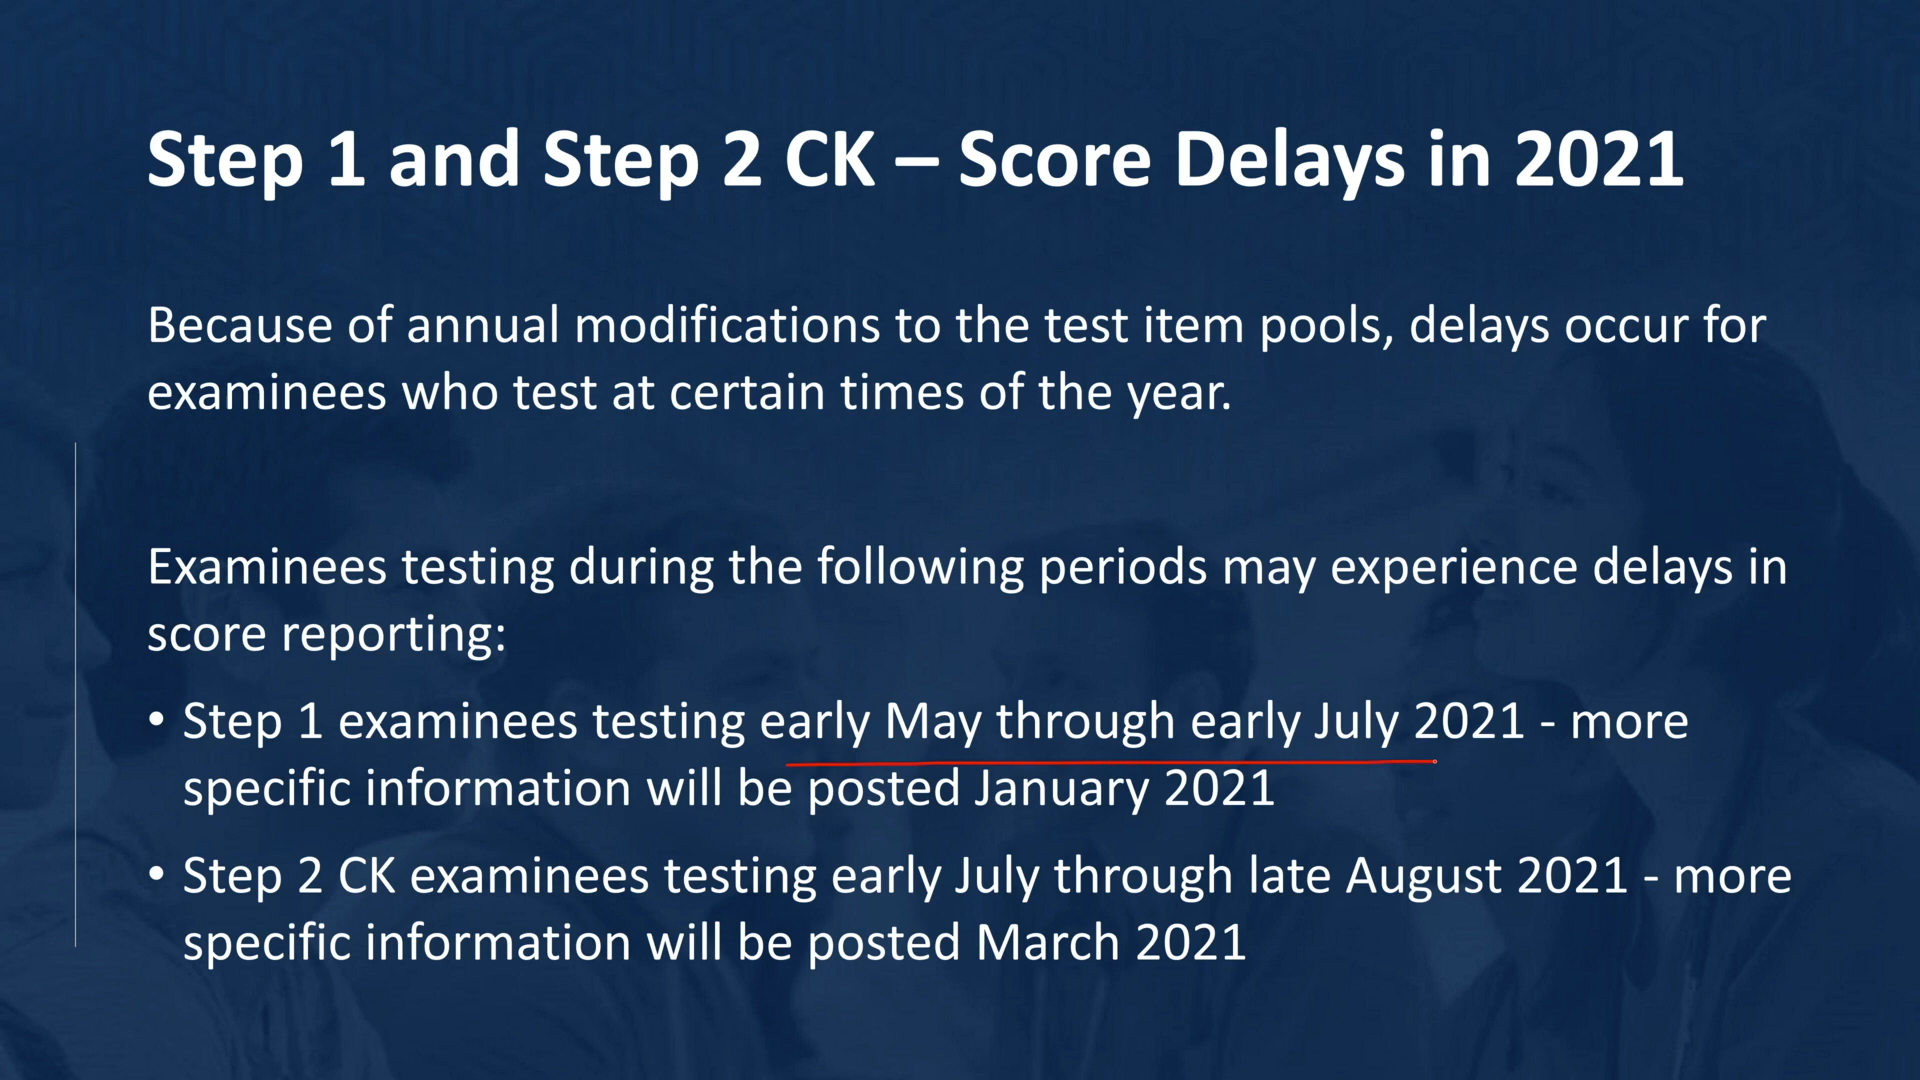 Step 1 and Step 2 CK – Score Delays in 2021
Because of annual modifications to the test item pools, delays occur for
examinees who test at certain times of the year.
Examinees testing during the following periods may experience delays in
score reporting:
• Step 1 examinees testing early May through early July 2021 - more
specific information will be posted January 2021
• Step 2 CK examinees testing early July through late August 2021 - more
specific information will be posted March 2021